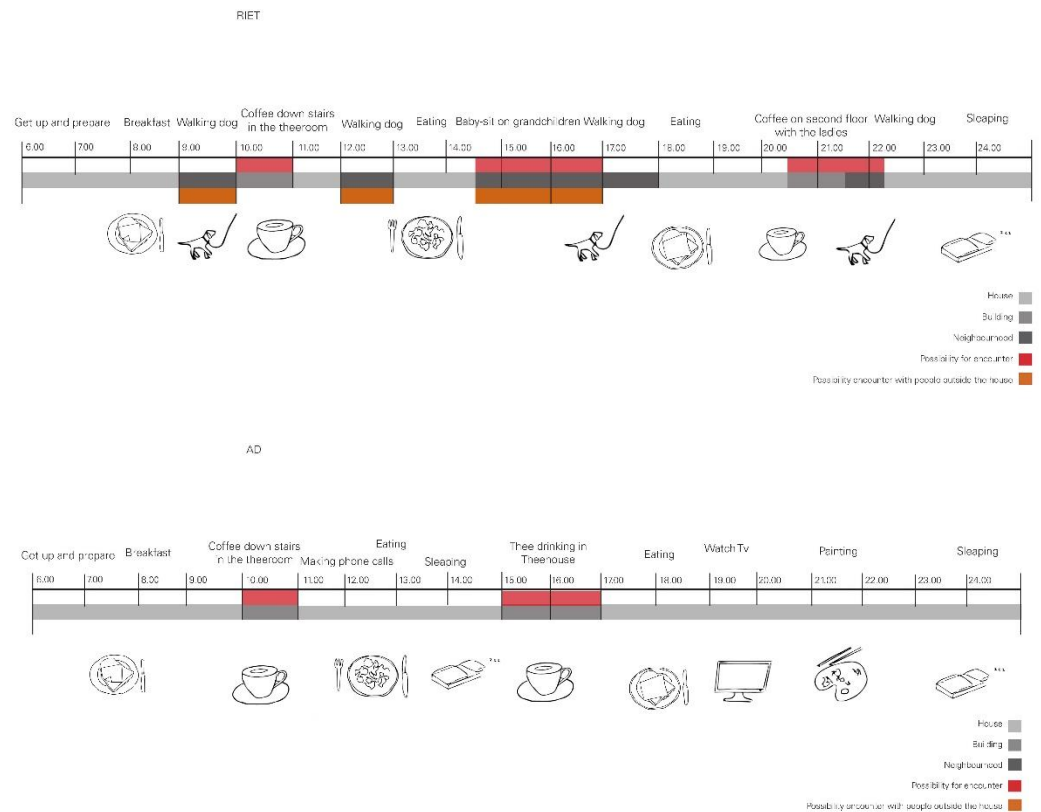 RIET
Get up and prepare
Breakfast
Walking dog
Coffee down stairs
in the theeroom
Walking dog
Eating
Baby-sit on grandchildren
Walking dog
Eating
Coffee on second floor
with the ladies
Walking dog
Sleaping
6.00 7.00 8.00 9.00 10.00 11.00 12.00 13.00 14.00 15.00 16.00 17.00 18.00 19.00 20.00 21.00 22.00 23.00 24.00
House
Building
Neighbourhood
Possibility for encounter
Possibility encounter with people outside the house
AD
Get up and prepare
Breakfast
Coffee down stairs
in the theeroom
Making phone calls
Eating
Sleaping
Thee drinking in
Theehouse
Eating
Watch Tv
Painting
Sleaping
6.00 7.00 8.00 9.00 10.00 11.00 12.00 13.00 14.00 15.00 16.00 17.00 18.00 19.00 20.00 21.00 22.00 23.00 24.00
House
Building
Neighbourhood
Possibility for encounter
Possibility encounter with people outside the house